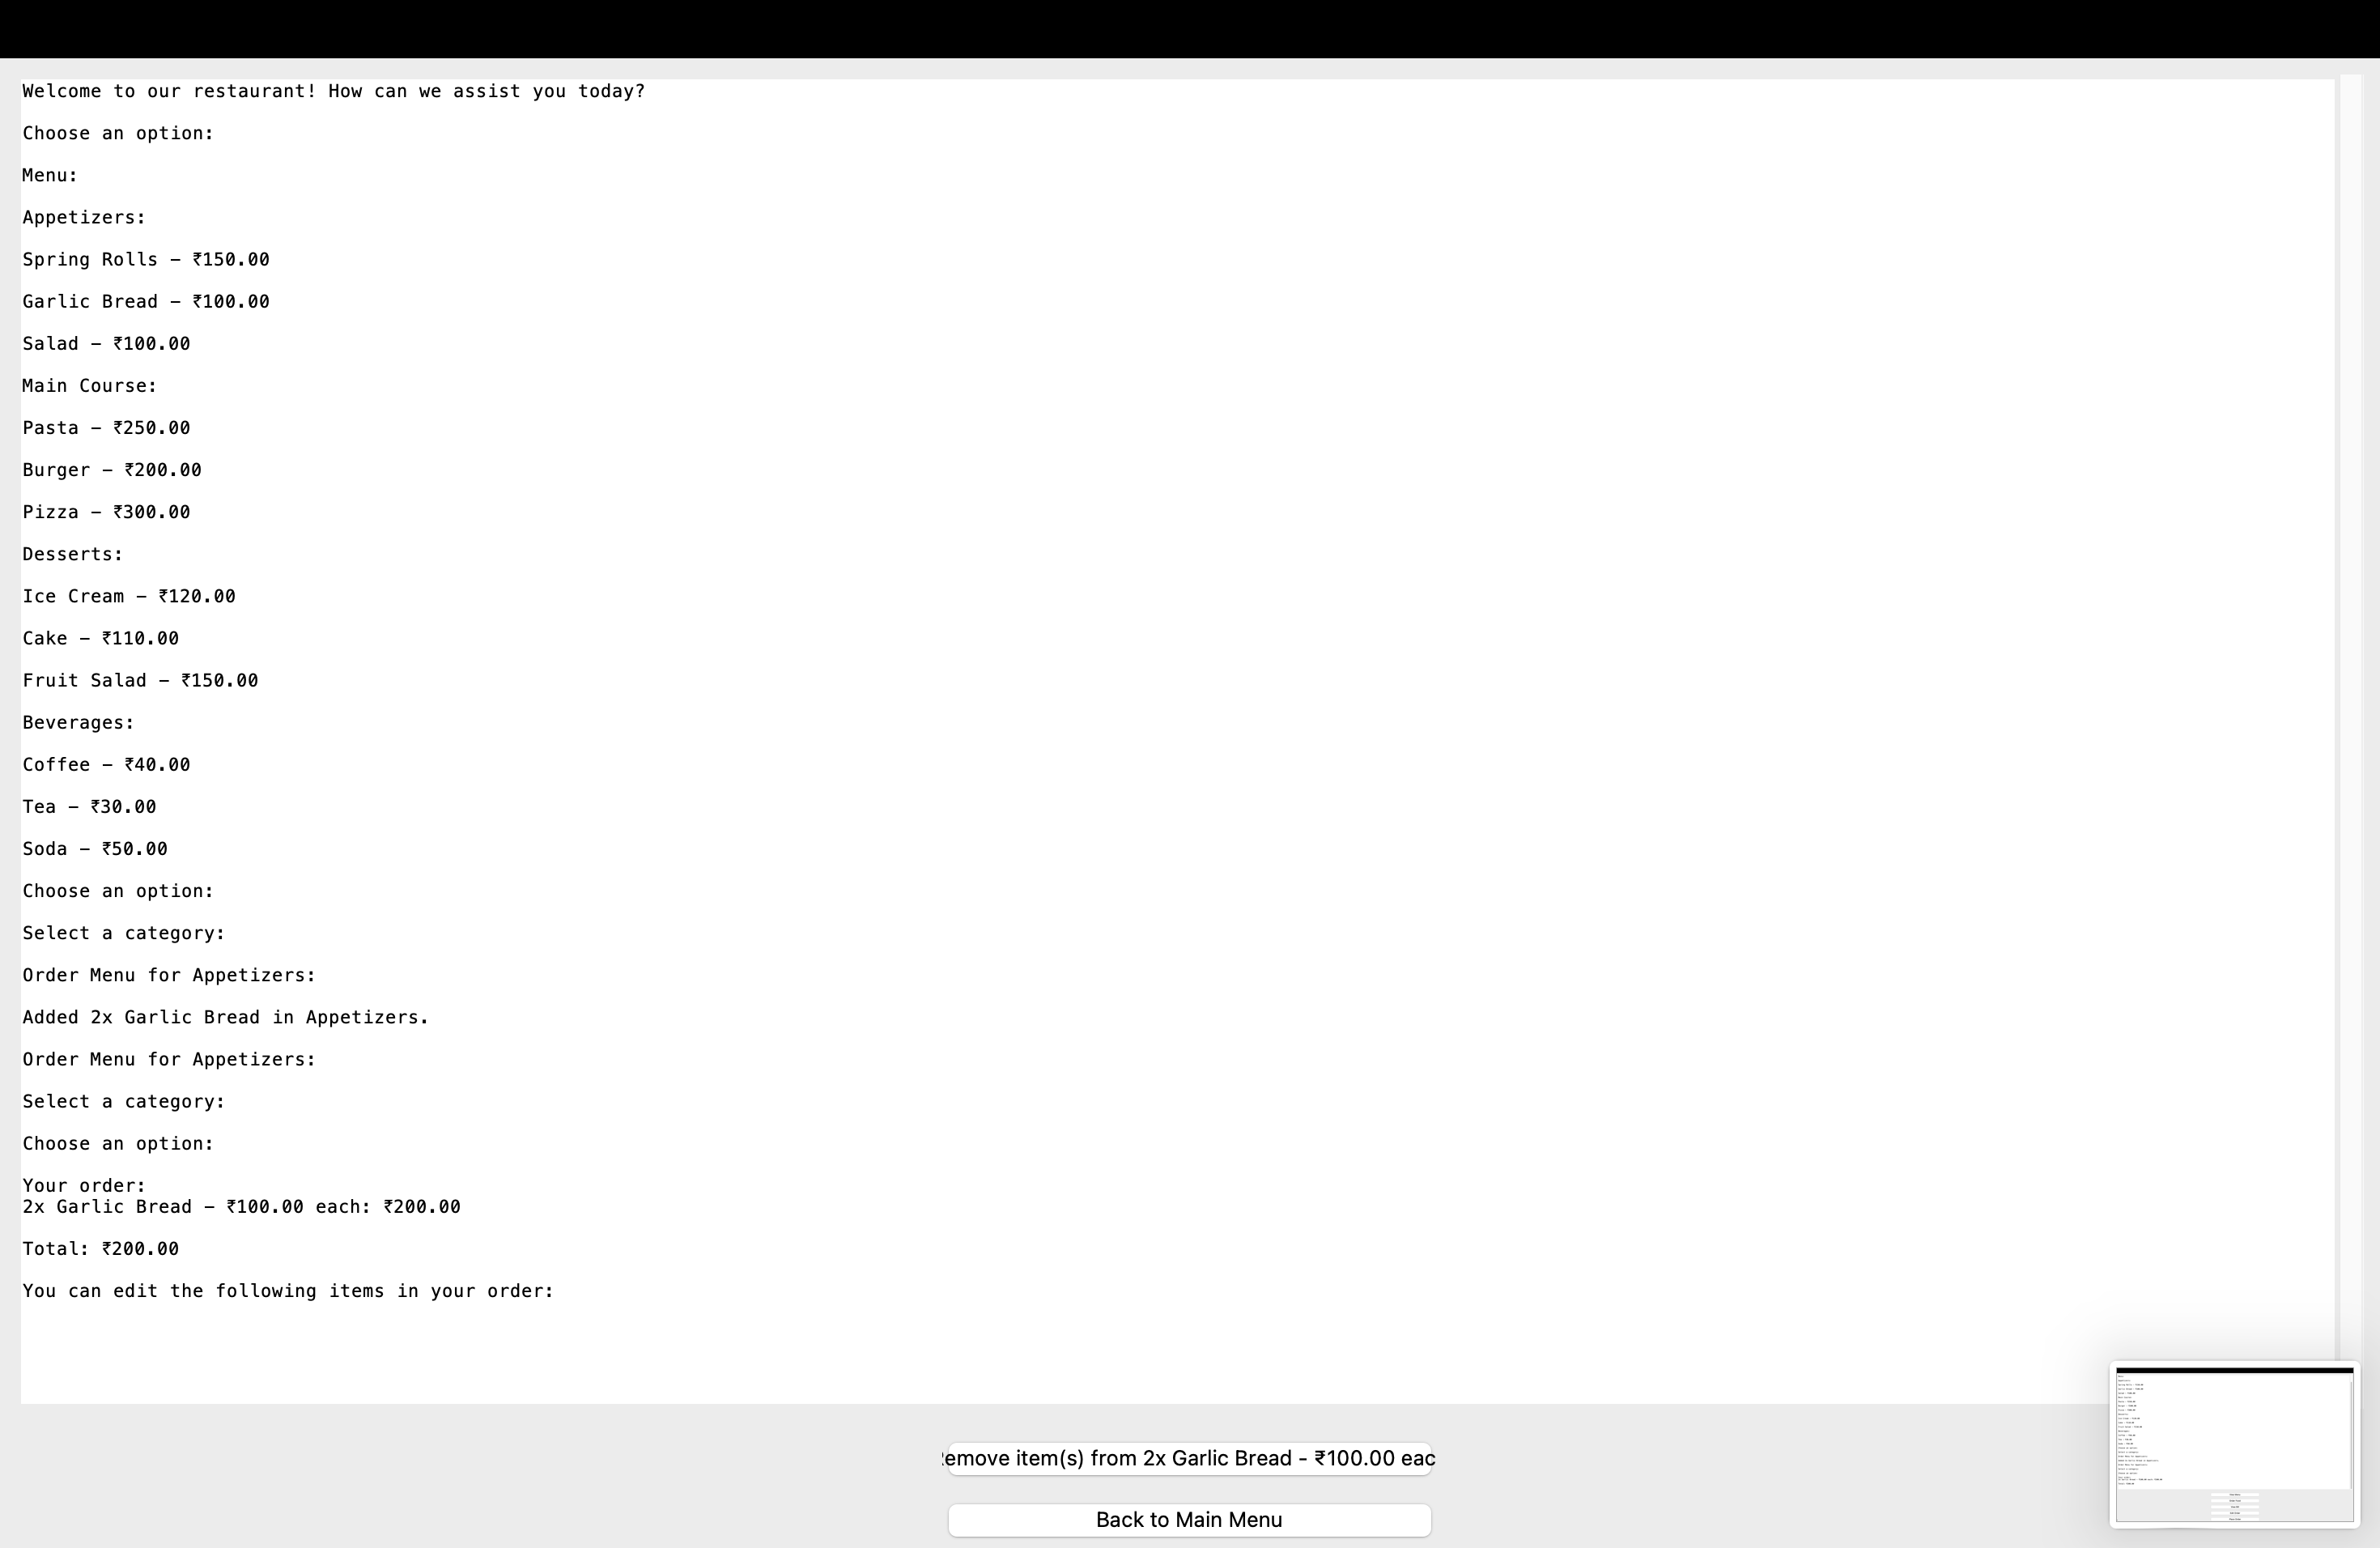 Welcome to our restaurant! How can we assist you today?
Choose an option:
Menu:
Appetizers:
Spring Rolls – ₹150.00
Garlic Bread – ₹100.00
Salad – ₹100.00
Main Course:
Pasta – ₹250.00
Burger – ₹200.00
Pizza – ₹300.00
Desserts:
Ice Cream – ₹120.00
Cake – ₹110.00
Fruit Salad – ₹150.00
Beverages:
Coffee – ₹40.00
Tea – ₹30.00
Soda – ₹50.00
Choose an option:
Select a category:
Order Menu for Appetizers:
Added 2x Garlic Bread in Appetizers.
Order Menu for Appetizers:
Select a category:
Choose an option:
Your order:
2x Garlic Bread – ₹100.00 each: ₹200.00
Total: ₹200.00
You can edit the following items in your order:
emove item(s) from 2x Garlic Bread - ₹100.00 eac
Back to Main Menu